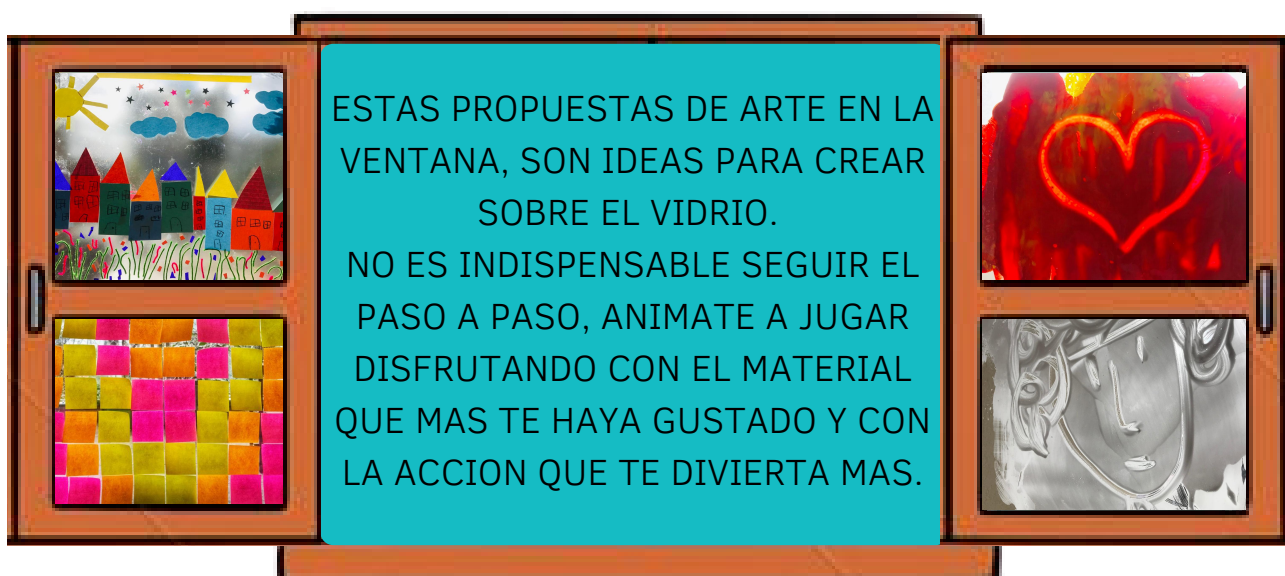 ESTAS PROPUESTAS DE ARTE EN LA
VENTANA, SON IDEAS PARA CREAR
SOBRE EL VIDRIO.
NO ES INDISPENSABLE SEGUIR EL
PASO A PASO, ANIMATE A JUGAR
DISFRUTANDO CON EL MATERIAL
QUE MAS TE HAYA GUSTADO Y CON
LA ACCION QUE TE DIVIERTA MAS.